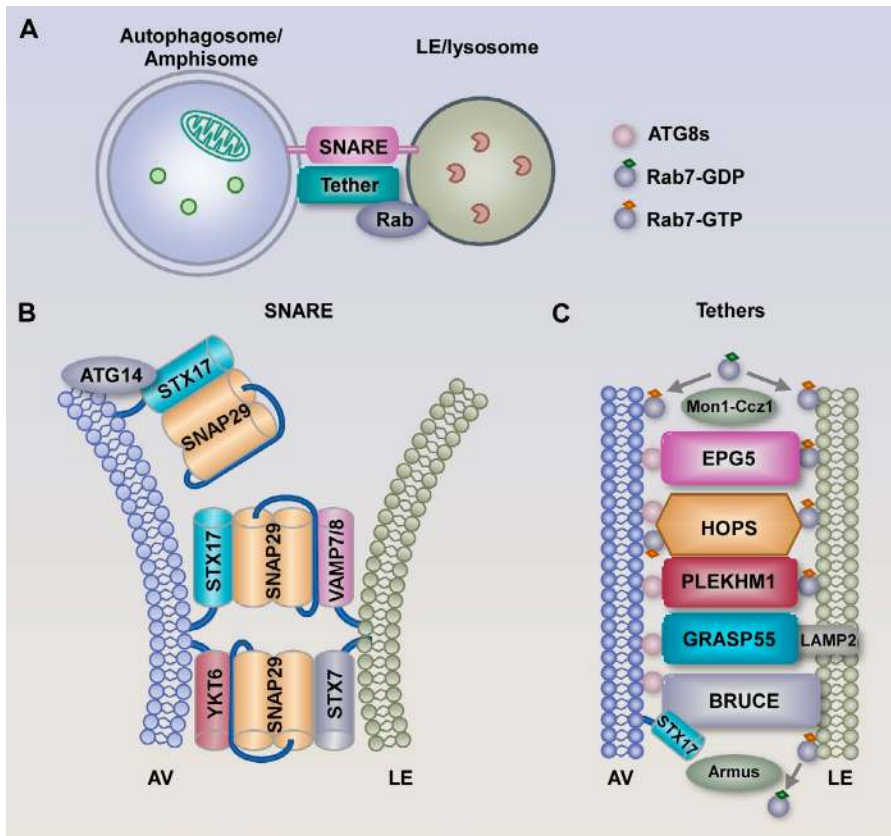 A
Autophagosome/
Amphisome
LE/lysosome
SNARE
Tether
Rab
ATG8s
Rab7-GDP
Rab7-GTP
B
SNARE
ATG14
STX17
SNAP29
STX17
SNAP29
VAMP7/8
YKT6
SNAP29
STX7
AV
LE
C
Tethers
Mon1-Ccz1
EPG5
HOPS
PLEKHM1
GRASP55
LAMP2
BRUCE
STX17
Armus
AV
LE